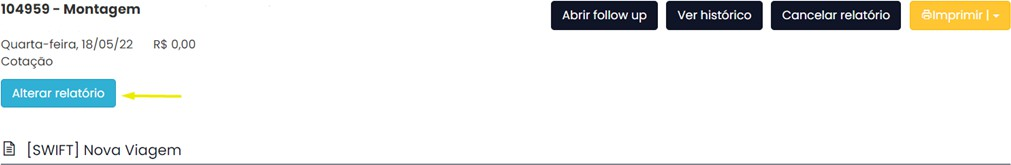 104959 - Montagem
Abrir follow up
Ver histórico
Cancelar relatório
Imprimir |
Quarta-feira, 18/05/22 R$ 0,00
Cotação
Alterar relatório
[SWIFT] Nova Viagem